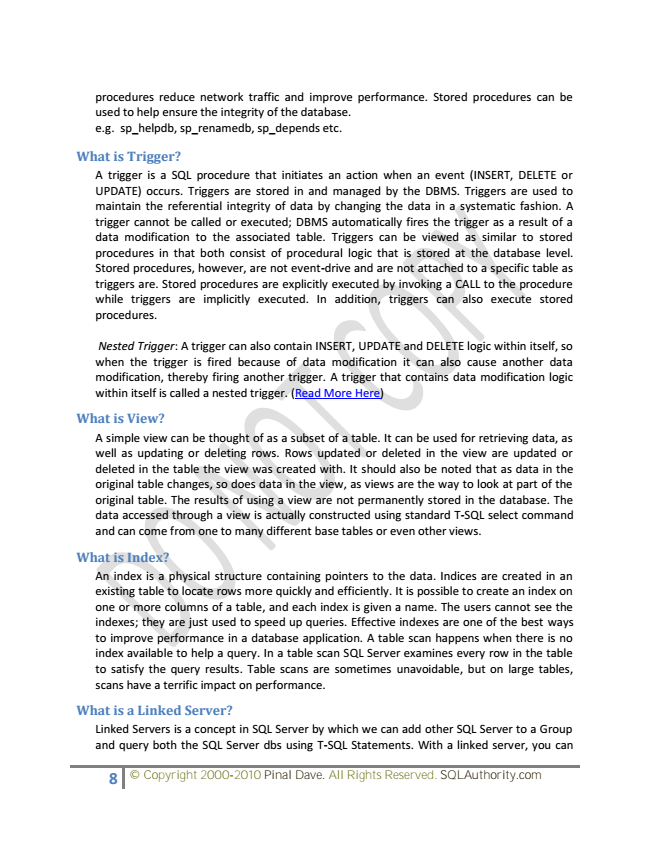 procedures reduce network traffic and improve performance. Stored procedures can be
used to help ensure the integrity of the database.
e.g. sp_helpdb, sp_renamedb, sp_depends etc.
What is Trigger?
A trigger is a SQL procedure that initiates an action when an event (INSERT, DELETE or
UPDATE) occurs. Triggers are stored in and managed by the DBMS. Triggers are used to
maintain the referential integrity of data by changing the data in a systematic fashion. A
trigger cannot be called or executed; DBMS automatically fires the trigger as a result of a
data modification to the associated table. Triggers can be viewed as similar to stored
procedures in that both consist of procedural logic that is stored at the database level.
Stored procedures, however, are not event-drive and are not attached to a specific table as
triggers are. Stored procedures are explicitly executed by invoking a CALL to the procedure
while triggers are implicitly executed. In addition, triggers can also execute stored
procedures.
Nested Trigger: A trigger can also contain INSERT, UPDATE and DELETE logic within itself, so
when the trigger is fired because of data modification it can also cause another data
modification, thereby firing another trigger. A trigger that contains data modification logic
within itself is called a nested trigger. (Read More Here)
What is View?
A simple view can be thought of as a subset of a table. It can be used for retrieving data, as
well as updating or deleting rows. Rows updated or deleted in the view are updated or
deleted in the table the view was created with. It should also be noted that as data in the
original table changes, so does data in the view, as views are the way to look at part of the
original table. The results of using a view are not permanently stored in the database. The
data accessed through a view is actually constructed using standard T-SQL select command
and can come from one to many different base tables or even other views.
What is Index?
An index is a physical structure containing pointers to the data. Indices are created in an
existing table to locate rows more quickly and efficiently. It is possible to create an index on
one or more columns of a table, and each index is given a name. The users cannot see the
indexes; they are just used to speed up queries. Effective indexes are one of the best ways
to improve performance in a database application. A table scan happens when there is no
index available to help a query. In a table scan SQL Server examines every row in the table
to satisfy the query results. Table scans are sometimes unavoidable, but on large tables,
scans have a terrific impact on performance.
What is a Linked Server?
Linked Servers is a concept in SQL Server by which we can add other SQL Server to a Group
and query both the SQL Server dbs using T-SQL Statements. With a linked server, you can
8 © Copyright 2000-2010 Pinal Dave. All Rights Reserved. SQLAuthority.com
DO NOT COPY